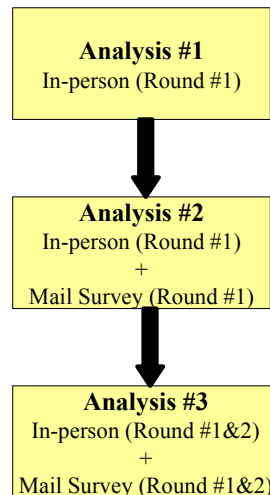 Analysis #1
In-person (Round #1)
Analysis #2
In-person (Round #1)
+
Mail Survey (Round #1)
Analysis #3
In-person (Round #1&2)
+
Mail Survey (Round #1&2)